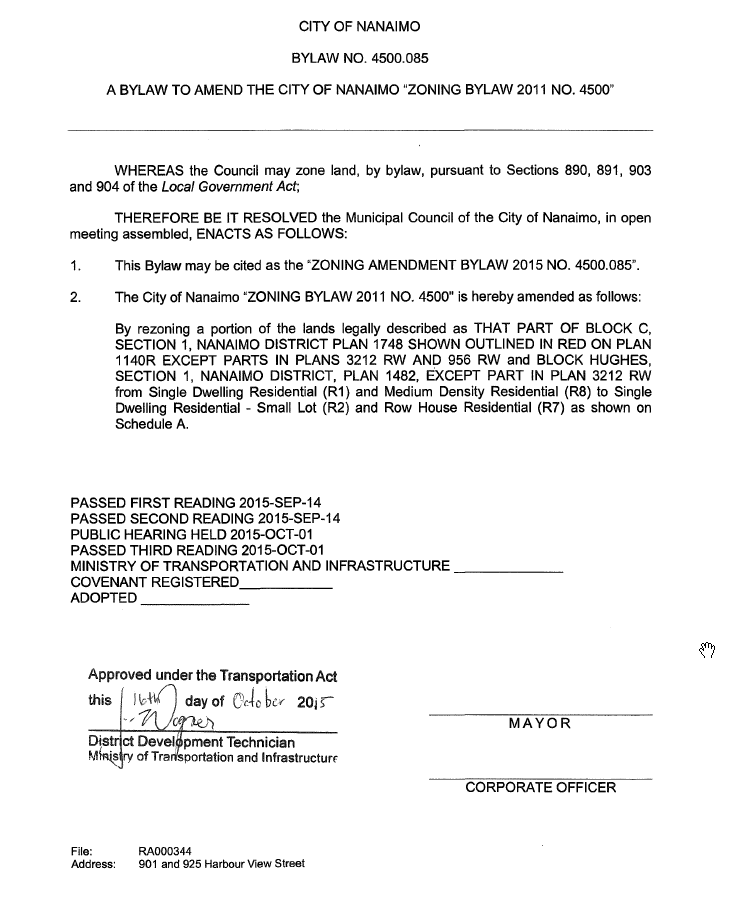 CITY OF NANAIMO
BYLAW NO. 4500.085
A BYLAW TO AMEND THE CITY OF NANAIMO "ZONING BYLAW 2011 NO. 4500"
WHEREAS the Council may zone land, by bylaw, pursuant to Sections 890, 891, 903
and 904 of the Local Government Act;
THEREFORE BE IT RESOLVED the Municipal Council of the City of Nanaimo, in open
meeting assembled, ENACTS AS FOLLOWS:
1. This Bylaw may be cited as the "ZONING AMENDMENT BYLAW 2015 NO. 4500.085".
2. The City of Nanaimo "ZONING BYLAW 2011 NO. 4500" is hereby amended as follows:
By rezoning a portion of the lands legally described as THAT PART OF BLOCK C,
SECTION 1, NANAIMO DISTRICT PLAN 1748 SHOWN OUTLINED IN RED ON PLAN
1140R EXCEPT PARTS IN PLANS 3212 RW AND 956 RW and BLOCK HUGHES,
SECTION 1, NANAIMO DISTRICT, PLAN 1482, EXCEPT PART IN PLAN 3212 RW
from Single Dwelling Residential (R1) and Medium Density Residential (R8) to Single
Dwelling Residential - Small Lot (R2) and Row House Residential (R7) as shown on
Schedule A.
PASSED FIRST READING 2015-SEP-14
PASSED SECOND READING 2015-SEP-14
PUBLIC HEARING HELD 2015-OCT-01
PASSED THIRD READING 2015-OCT-01
MINISTRY OF TRANSPORTATION AND INFRASTRUCTURE
COVENANT REGISTERED
ADOPTED
Approved under the Transportation Act
this 16th day of October 2015
District Development Technician
Ministry of Transportation and Infrastructure
MAYOR
CORPORATE OFFICER
File: RA000344
Address: 901 and 925 Harbour View Street